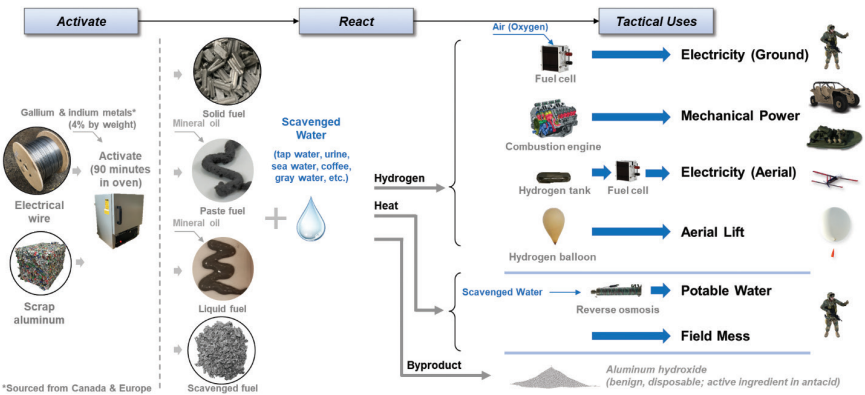 Activate
React
Tactical Uses
Gallium & indium metals*
(4% by weight)
Activate
(90 minutes
in oven)
Electrical
wire
Scrap
aluminum
*Sourced from Canada & Europe
Solid fuel
Mineral oil
Paste fuel
Mineral oil
Liquid fuel
Scavenged fuel
Scavenged
Water
(tap water, urine,
sea water, coffee,
gray water, etc.)
Hydrogen
Heat
Byproduct
Air (Oxygen)
Fuel cell
Electricity (Ground)
Combustion engine
Mechanical Power
Hydrogen tank
Fuel cell
Electricity (Aerial)
Hydrogen balloon
Aerial Lift
Scavenged Water
Reverse osmosis
Potable Water
Field Mess
Aluminum hydroxide
(benign, disposable; active ingredient in antacid)